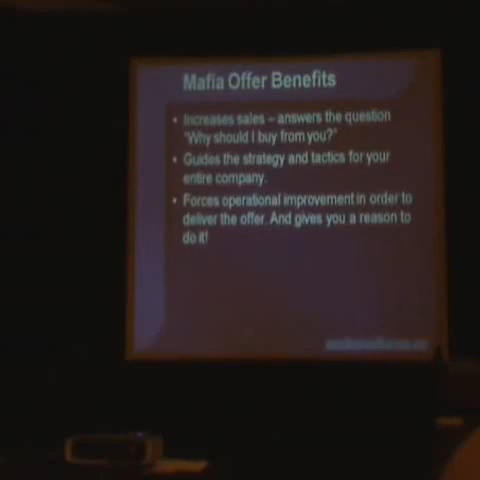 Mafia Offer Benefits
• Increases sales – answers the question
"Why should I buy from you?"
• Guides the strategy and tactics for your
entire company.
• Forces operational improvement in order to
deliver the offer. And gives you a reason to
do it!